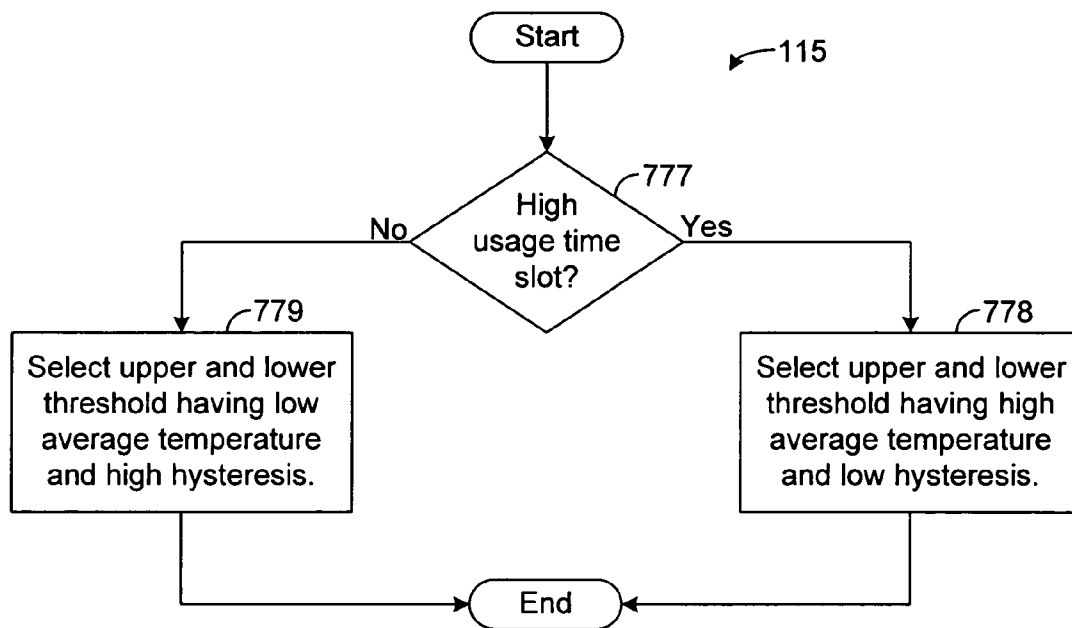 Start
115
777
High
usage time
slot?
No
Yes
779
Select upper and lower
threshold having low
average temperature
and high hysteresis.
778
Select upper and lower
threshold having high
average temperature
and low hysteresis.
End